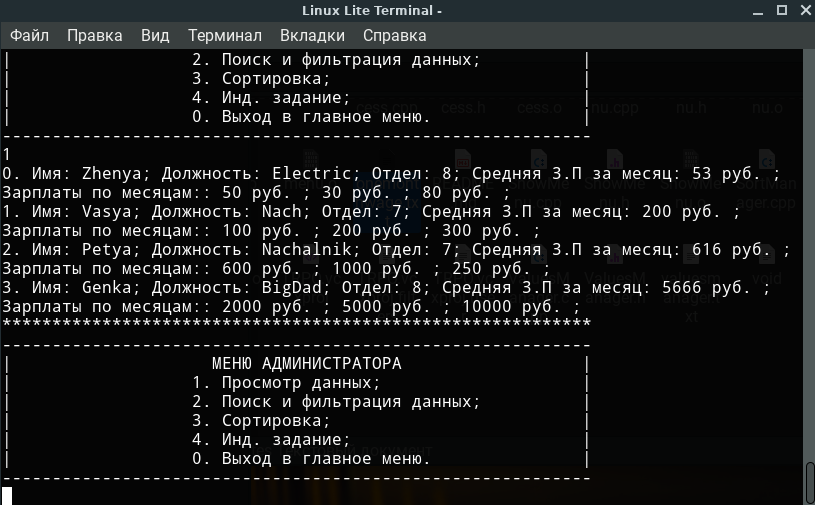 Linux Lite Terminal -
Файл Правка Вид Терминал Вкладки Справка
| 2. Поиск и фильтрация данных; |
| 3. Сортировка; |
| 4. Инд. задание; |
| 0. Выход в главное меню. |
-----------------------------------------------------------
1
0. Имя: Zhenya; Должность: Electric; Отдел: 8; Средняя З.П за месяц: 53 руб. ;
Зарплаты по месяцам:: 50 руб. ; 30 руб. ; 80 руб. ;
1. Имя: Vasya; Должность: Nach; Отдел: 7; Средняя З.П за месяц: 200 руб. ;
Зарплаты по месяцам:: 100 руб. ; 200 руб. ; 300 руб. ;
2. Имя: Petya; Должность: Nachalnik; Отдел: 7; Средняя З.П за месяц: 616 руб. ;
Зарплаты по месяцам:: 600 руб. ; 1000 руб. ; 250 руб. ;
3. Имя: Genka; Должность: BigDad; Отдел: 8; Средняя З.П за месяц: 5666 руб. ;
Зарплаты по месяцам:: 2000 руб. ; 5000 руб. ; 10000 руб. ;
***********************************************************
-----------------------------------------------------------
| МЕНЮ АДМИНИСТРАТОРА |
| 1. Просмотр данных; |
| 2. Поиск и фильтрация данных; |
| 3. Сортировка; |
| 4. Инд. задание; |
| 0. Выход в главное меню. |
-----------------------------------------------------------